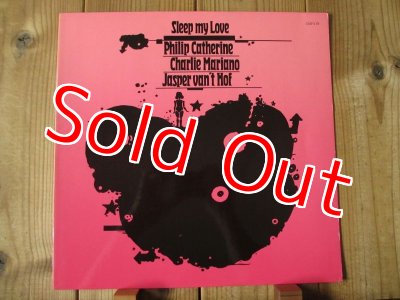 Sleep my Love
Philip Catherine
Charlie Mariano
Jasper van't Hof
Sold Out